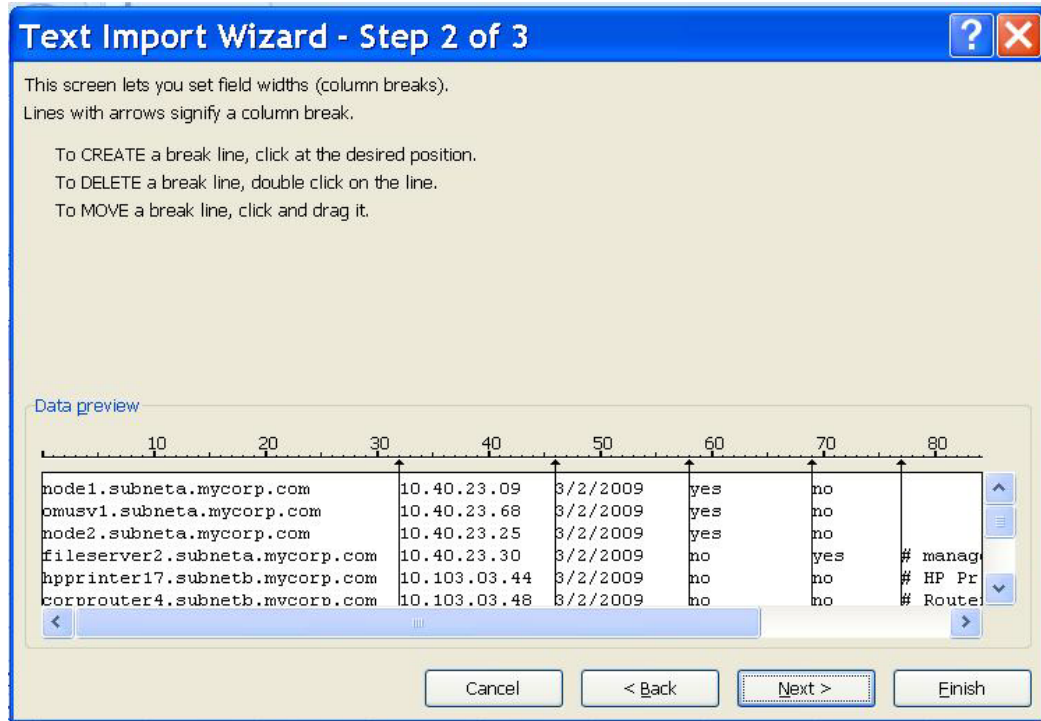 Text Import Wizard - Step 2 of 3
This screen lets you set field widths (column breaks).
Lines with arrows signify a column break.
To CREATE a break line, click at the desired position.
To DELETE a break line, double click on the line.
To MOVE a break line, click and drag it.
Data preview
10 20 30 40 50 60 70 80
node1.subneta.mycorp.com 10.40.23.09 3/2/2009 yes no
omusv1.subneta.mycorp.com 10.40.23.68 3/2/2009 yes no
node2.subneta.mycorp.com 10.40.23.25 3/2/2009 yes no
fileserver2.subneta.mycorp.com 10.40.23.30 3/2/2009 no yes # manag
hpprinter17.subnetb.mycorp.com 10.103.03.44 3/2/2009 no no # HP Pr
corprouter4.subnetb.mycorp.com 10.103.03.48 3/2/2009 no no # Route
Cancel < Back Next > Finish